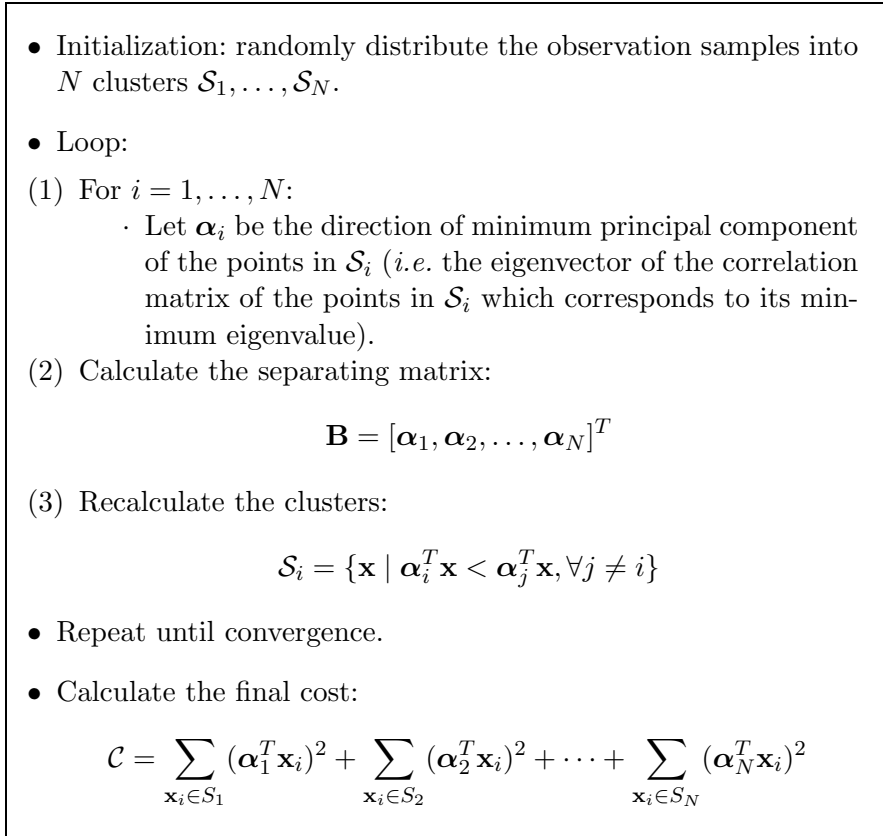 • Initialization: randomly distribute the observation samples into
N clusters 𝒮₁, . . . , 𝒮_N.
• Loop:
(1) For i = 1, . . . , N:
· Let α_i be the direction of minimum principal component
of the points in 𝒮_i (i.e. the eigenvector of the correlation
matrix of the points in 𝒮_i which corresponds to its min-
imum eigenvalue).
(2) Calculate the separating matrix:
B = [α₁, α₂, . . . , α_N]^T
(3) Recalculate the clusters:
𝒮_i = {x | α_i^T x < α_j^T x, ∀j ≠ i}
• Repeat until convergence.
• Calculate the final cost:
𝒞 = ∑_{x_i∈S₁} (α₁^T x_i)² + ∑_{x_i∈S₂} (α₂^T x_i)² + · · · + ∑_{x_i∈S_N} (α_N^T x_i)²